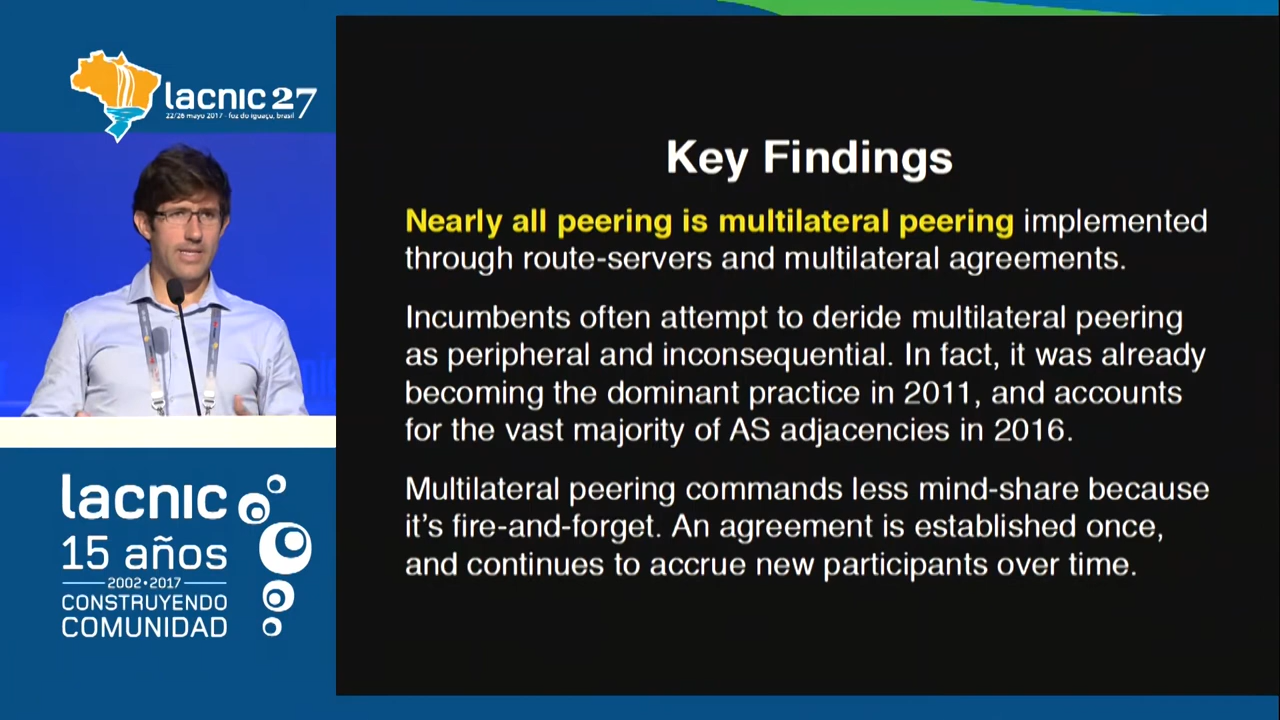 lacnic 27
22/26 mayo 2017 - foz do iguaçu, brasil
Key Findings
Nearly all peering is multilateral peering implemented
through route-servers and multilateral agreements.
Incumbents often attempt to deride multilateral peering
as peripheral and inconsequential. In fact, it was already
becoming the dominant practice in 2011, and accounts
for the vast majority of AS adjacencies in 2016.
Multilateral peering commands less mind-share because
it's fire-and-forget. An agreement is established once,
and continues to accrue new participants over time.
lacnic
15 años
2002•2017
CONSTRUYENDO
COMUNIDAD